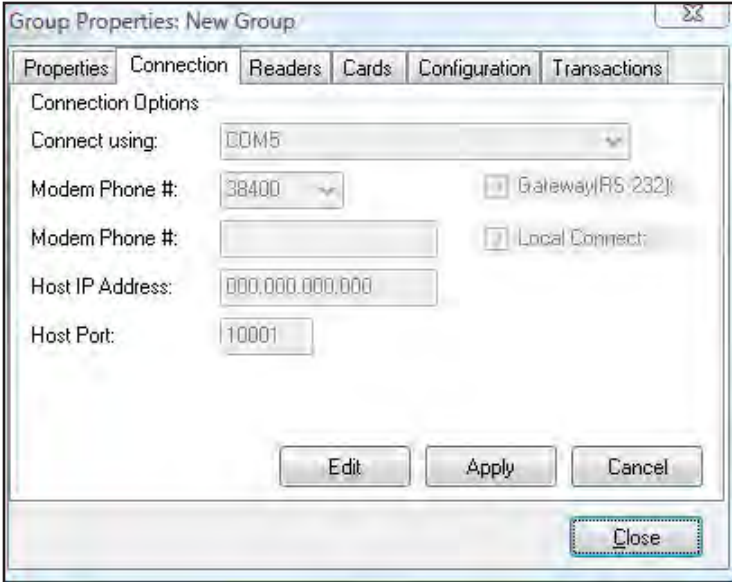 Group Properties: New Group
Properties Connection Readers Cards Configuration Transactions
Connection Options
Connect using: COM5
Modem Phone #: 38400 Gateway(RS-232):
Modem Phone #: Local Connect:
Host IP Address: 000.000.000.000
Host Port: 10001
Edit Apply Cancel
Close